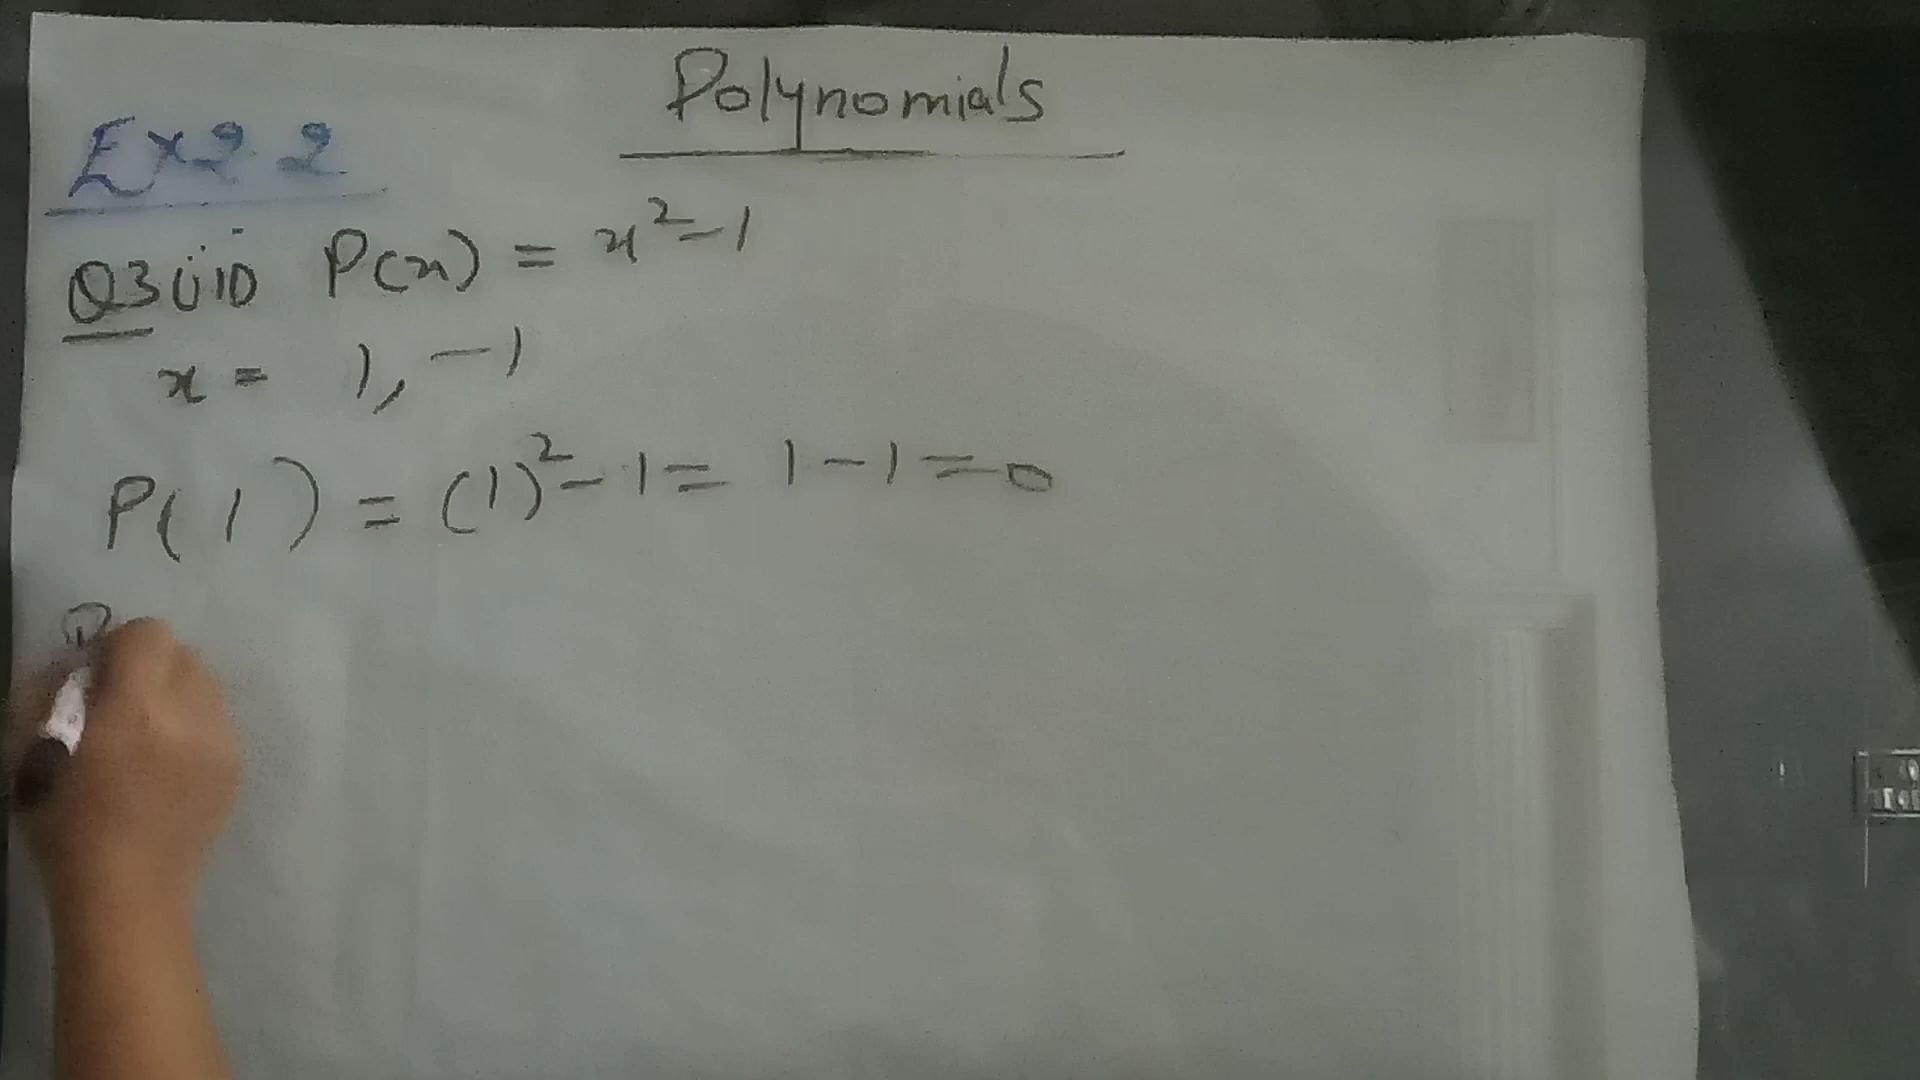 Polynomials
Ex 2.2
Q3 iii) P(x) = x² - 1
x = 1, -1
P(1) = (1)² - 1 = 1 - 1 = 0
P